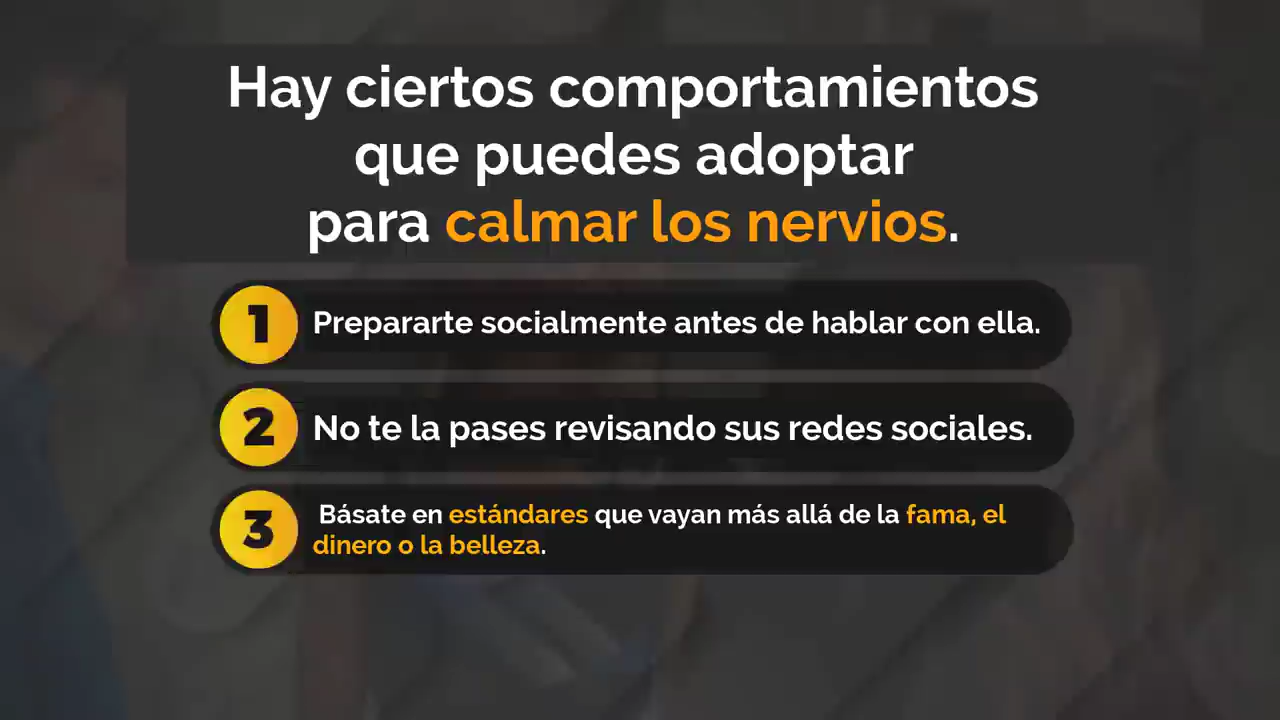 Hay ciertos comportamientos
que puedes adoptar
para calmar los nervios.
1 Prepararte socialmente antes de hablar con ella.
2 No te la pases revisando sus redes sociales.
3 Básate en estándares que vayan más allá de la fama, el
dinero o la belleza.